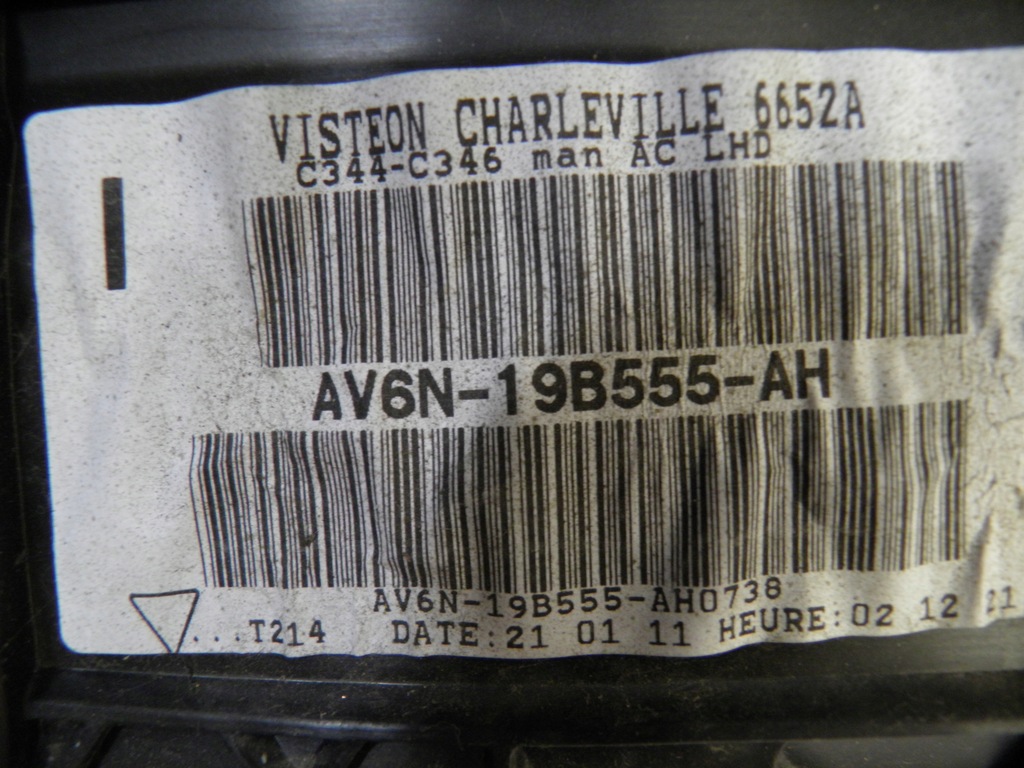 VISTEON CHARLEVILLE 6652A
C344-C346 man AC LHD
AV6N-19B555-AH
AV6N-19B555-AH0738
...T214 DATE:21 01 11 HEURE:02 12 21